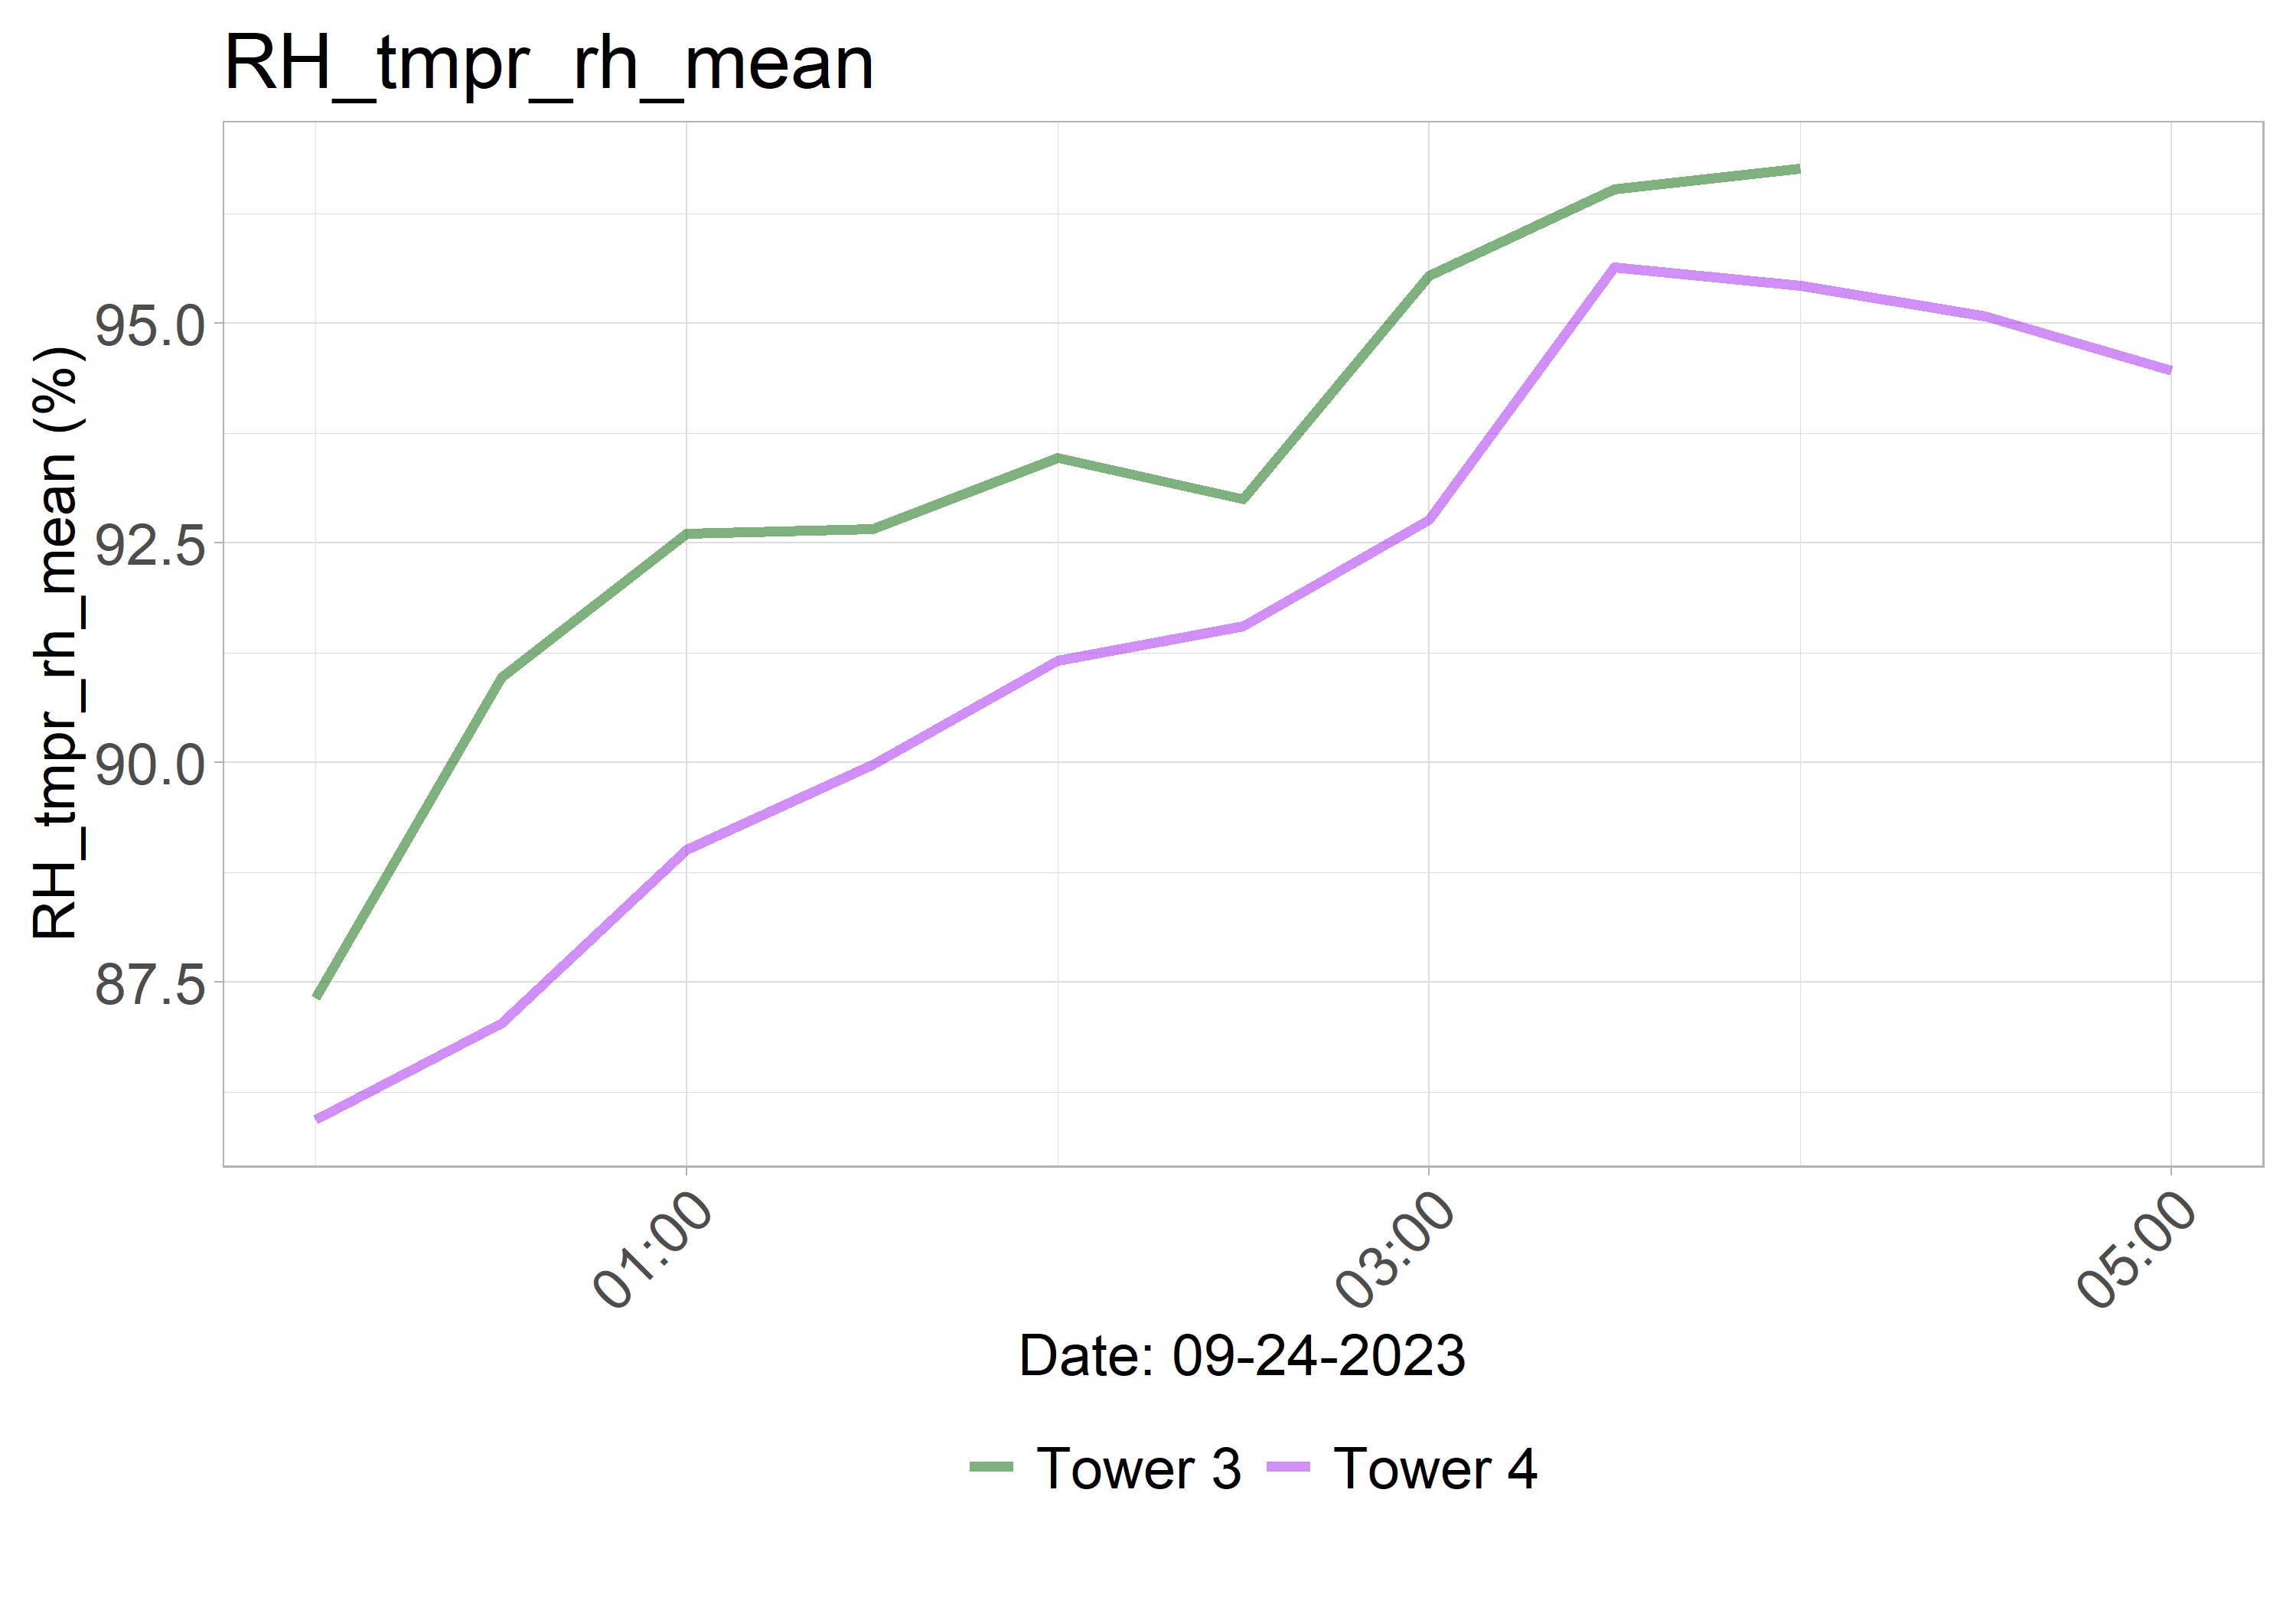 RH_tmpr_rh_mean
RH_tmpr_rh_mean (%)
95.0
92.5
90.0
87.5
01:00
03:00
05:00
Date: 09-24-2023
Tower 3
Tower 4